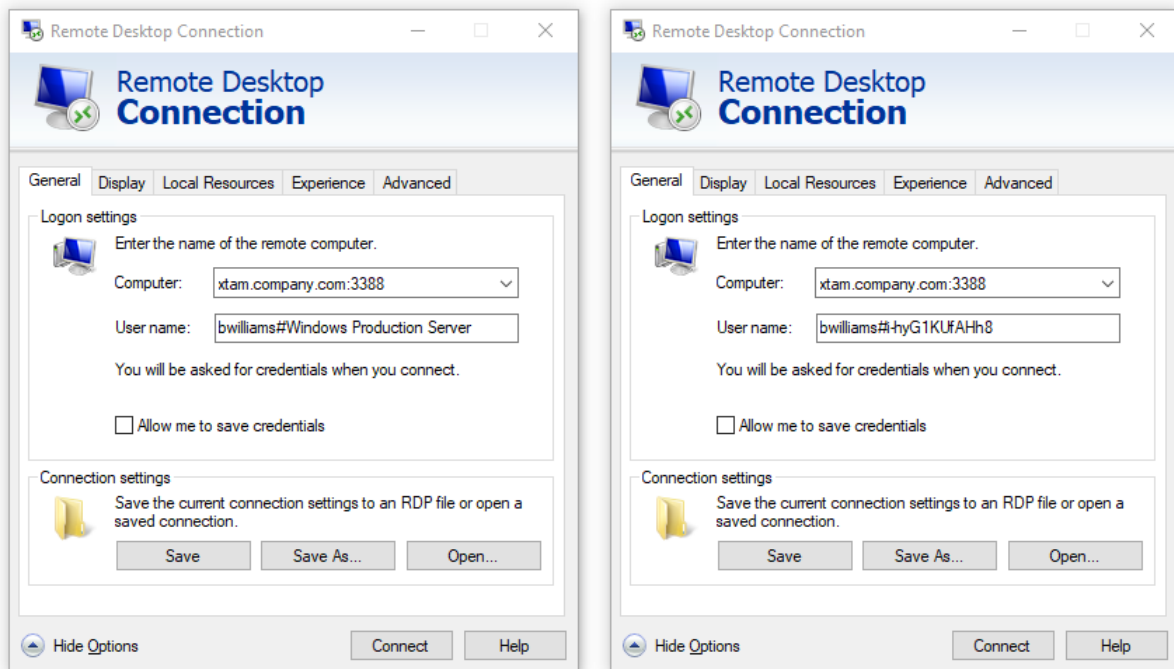 Remote Desktop Connection
Remote Desktop
Connection
General Display Local Resources Experience Advanced
Logon settings
Enter the name of the remote computer.
Computer: xtam.company.com:3388
User name: bwilliams#Windows Production Server
You will be asked for credentials when you connect.
Allow me to save credentials
Connection settings
Save the current connection settings to an RDP file or open a
saved connection.
Save Save As... Open...
Hide Options Connect Help
Remote Desktop Connection
Remote Desktop
Connection
General Display Local Resources Experience Advanced
Logon settings
Enter the name of the remote computer.
Computer: xtam.company.com:3388
User name: bwilliams#i-hyG1KUfAHh8
You will be asked for credentials when you connect.
Allow me to save credentials
Connection settings
Save the current connection settings to an RDP file or open a
saved connection.
Save Save As... Open...
Hide Options Connect Help